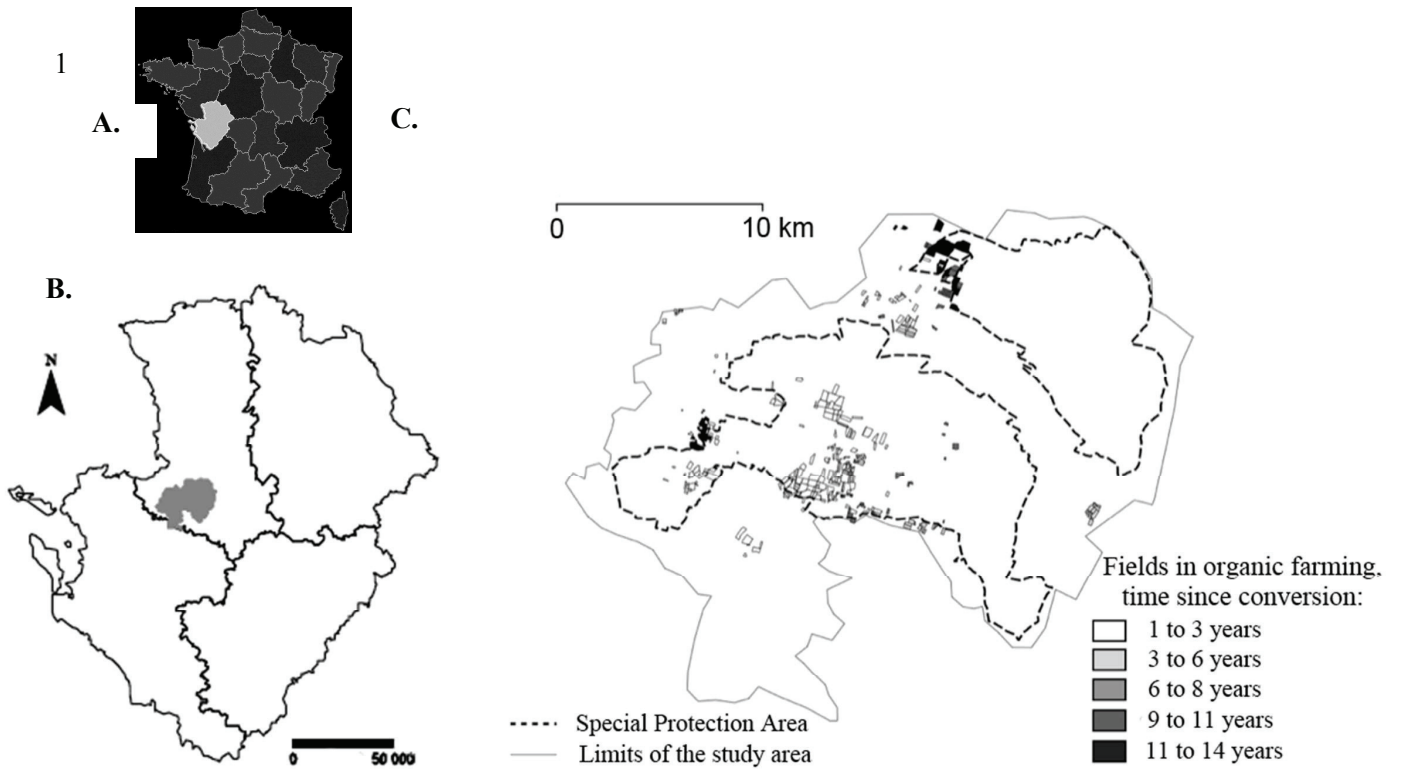 1
A.
C.
0
10 km
B.
N
Fields in organic farming,
time since conversion:
1 to 3 years
3 to 6 years
6 to 8 years
9 to 11 years
11 to 14 years
Special Protection Area
Limits of the study area
0
50 000